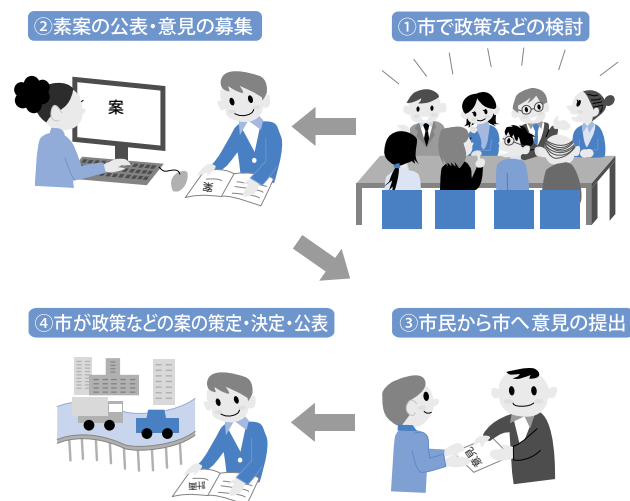 ①市で政策などの検討
②素案の公表・意見の募集
案
案
③市民から市へ意見の提出
意見
④市が政策などの案の策定・決定・公表
計画